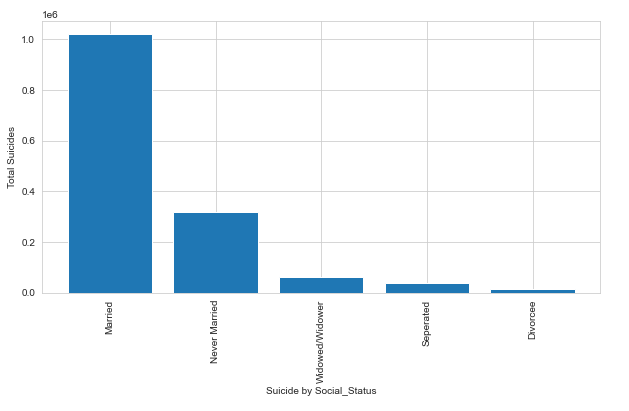 1e6
1.0
0.8
0.6
0.4
0.2
0.0
Total Suicides
Married
Never Married
Widowed/Widower
Seperated
Divorcee
Suicide by Social_Status